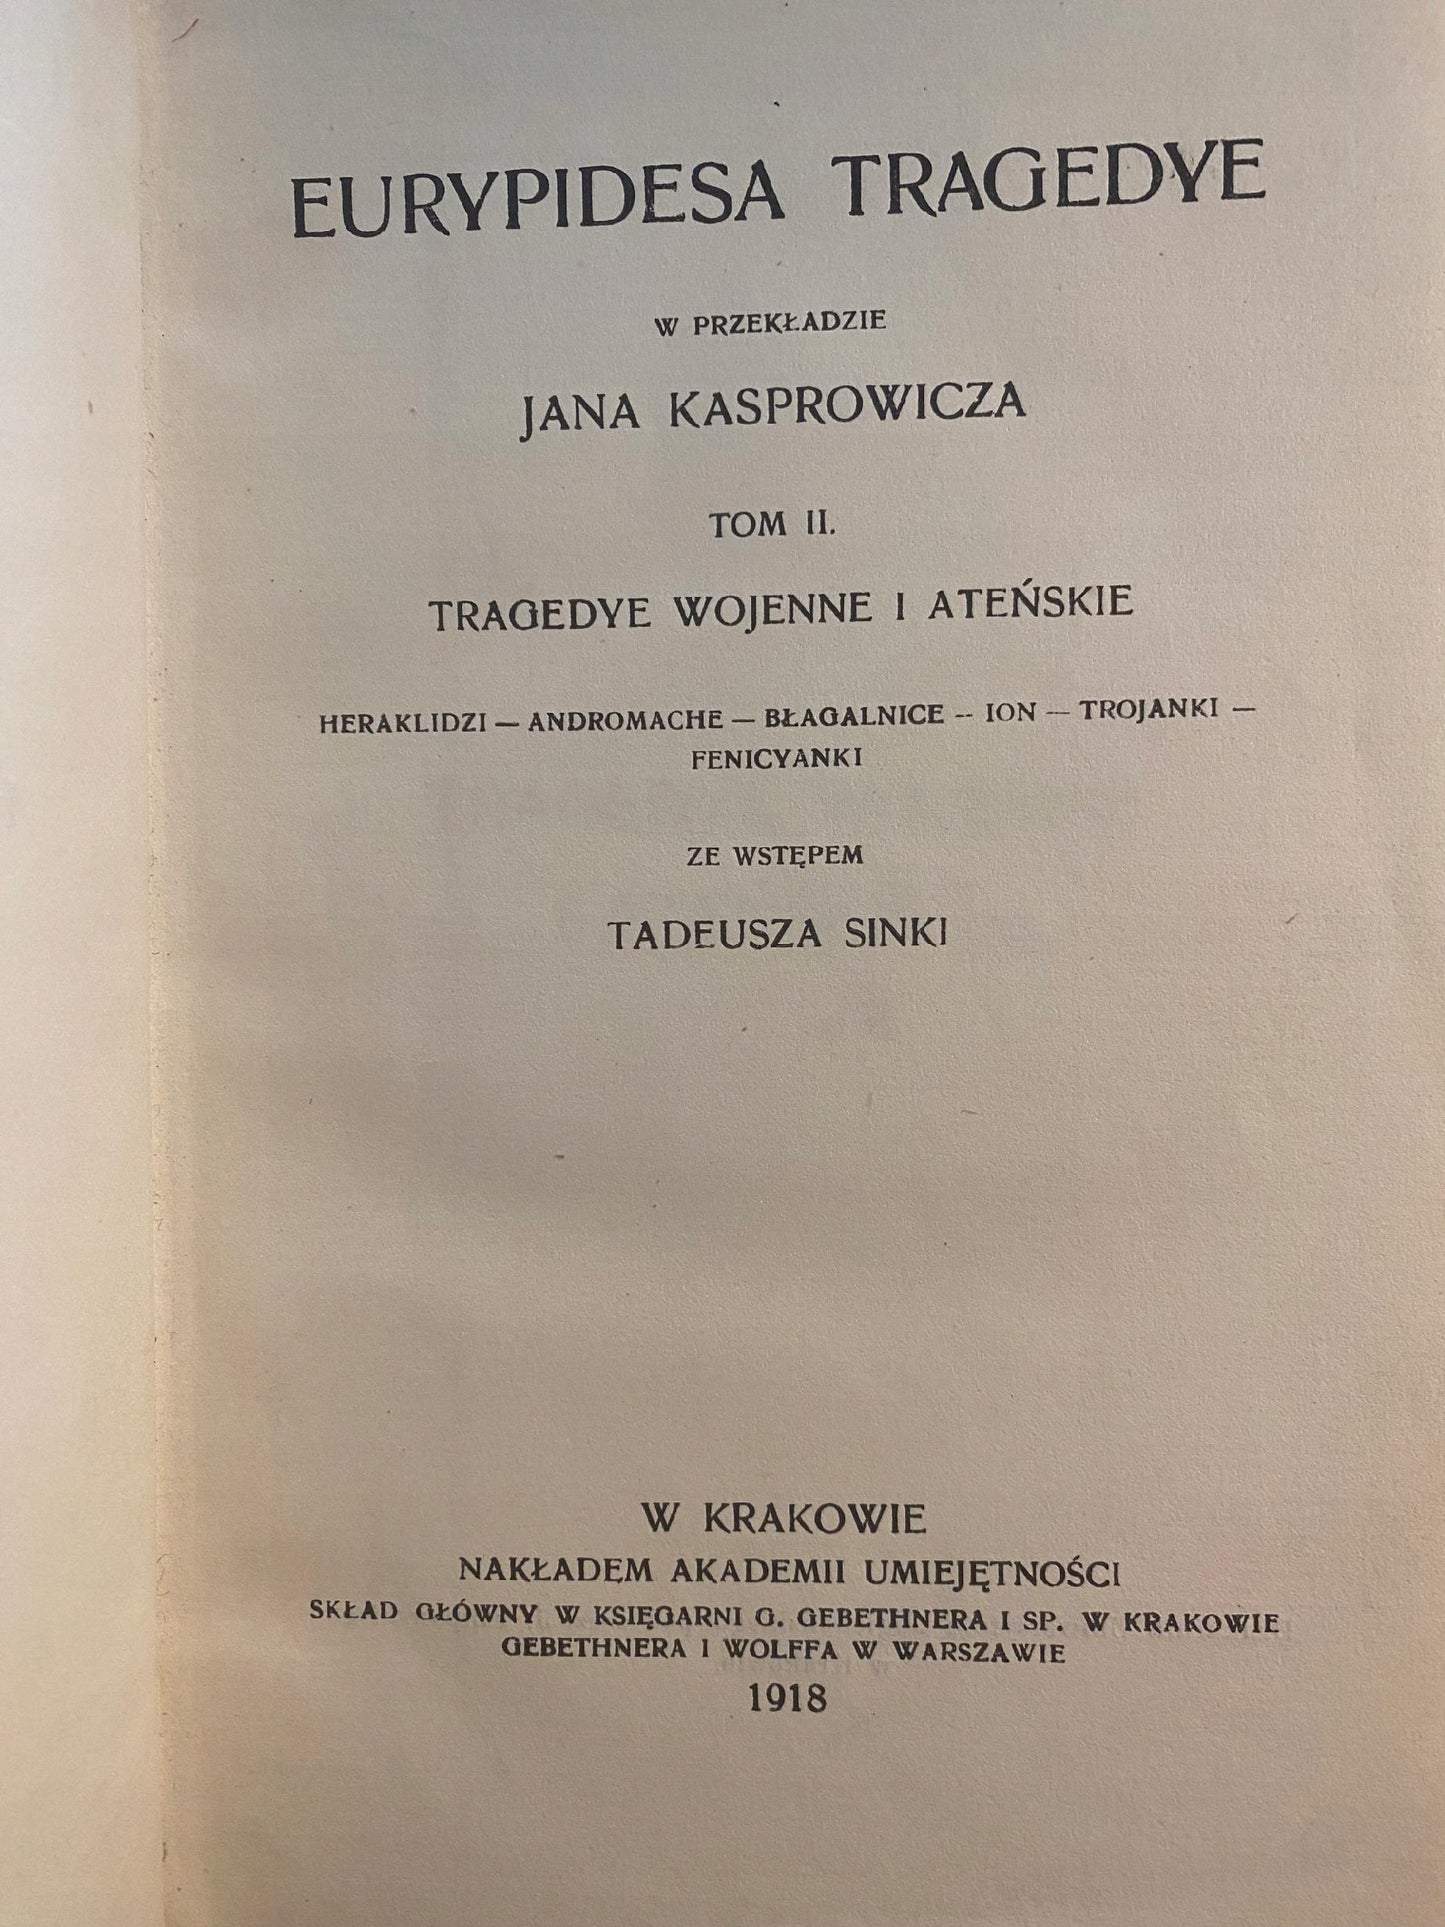 EURYPIDESA TRAGEDYE
W PRZEKŁADZIE
JANA KASPROWICZA
TOM II.
TRAGEDYE WOJENNE I ATEŃSKIE
HERAKLIDZI — ANDROMACHE — BŁAGALNICE -- ION — TROJANKI —
FENICYANKI
ZE WSTĘPEM
TADEUSZA SINKI
W KRAKOWIE
NAKŁADEM AKADEMII UMIEJĘTNOŚCI
SKŁAD GŁÓWNY W KSIĘGARNI G. GEBETHNERA I SP. W KRAKOWIE
GEBETHNERA I WOLFFA W WARSZAWIE
1918